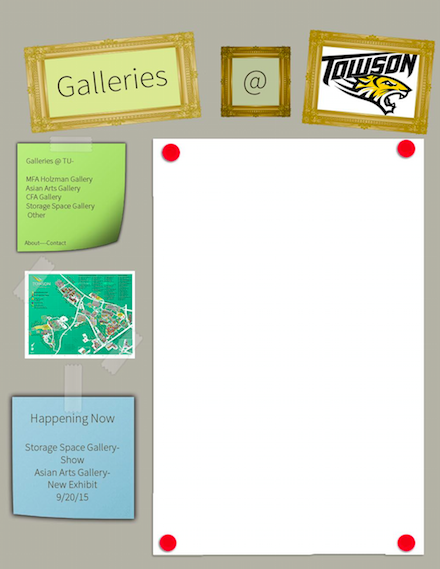 Galleries
@
TOWSON
Galleries @ TU-
MFA Holzman Gallery
Asian Arts Gallery
CFA Gallery
Storage Space Gallery
Other
About---Contact
TOWSON
Happening Now
Storage Space Gallery-
Show
Asian Arts Gallery-
New Exhibit
9/20/15